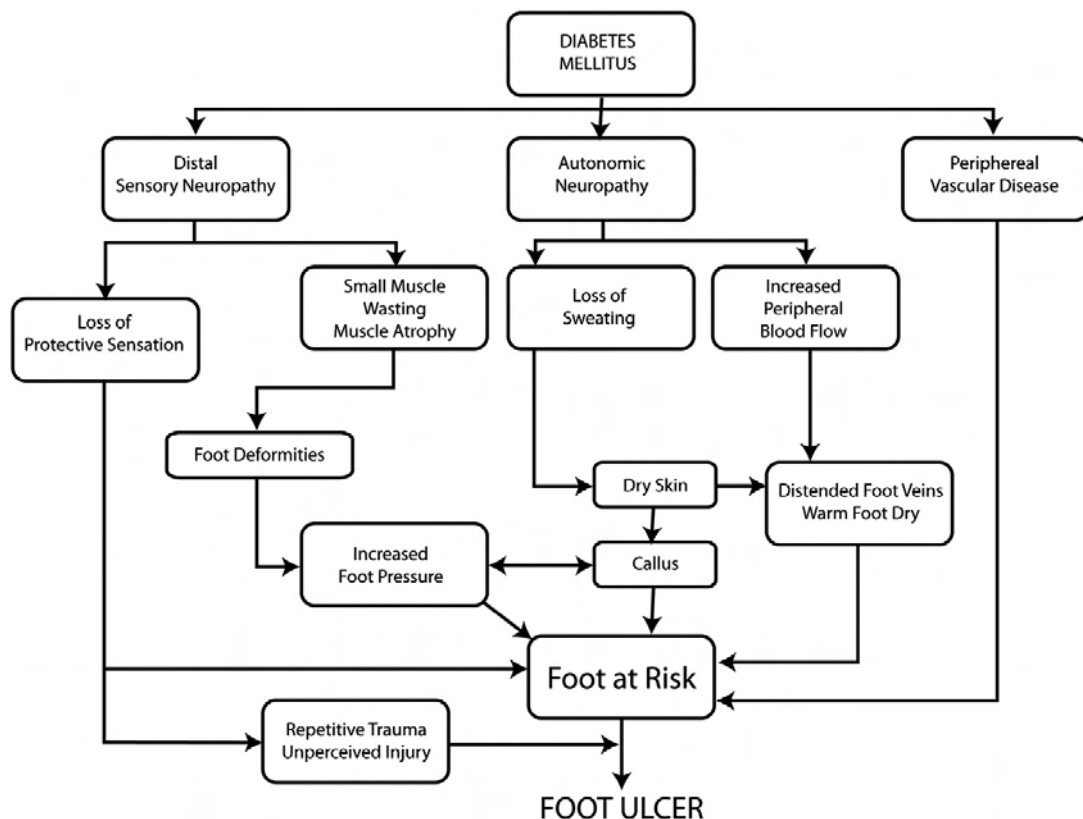 DIABETES
MELLITUS
Distal
Sensory Neuropathy
Autonomic
Neuropathy
Periphereal
Vascular Disease
Loss of
Protective Sensation
Small Muscle
Wasting
Muscle Atrophy
Loss of
Sweating
Increased
Peripheral
Blood Flow
Foot Deformities
Dry Skin
Distended Foot Veins
Warm Foot Dry
Increased
Foot Pressure
Callus
Foot at Risk
Repetitive Trauma
Unperceived Injury
FOOT ULCER